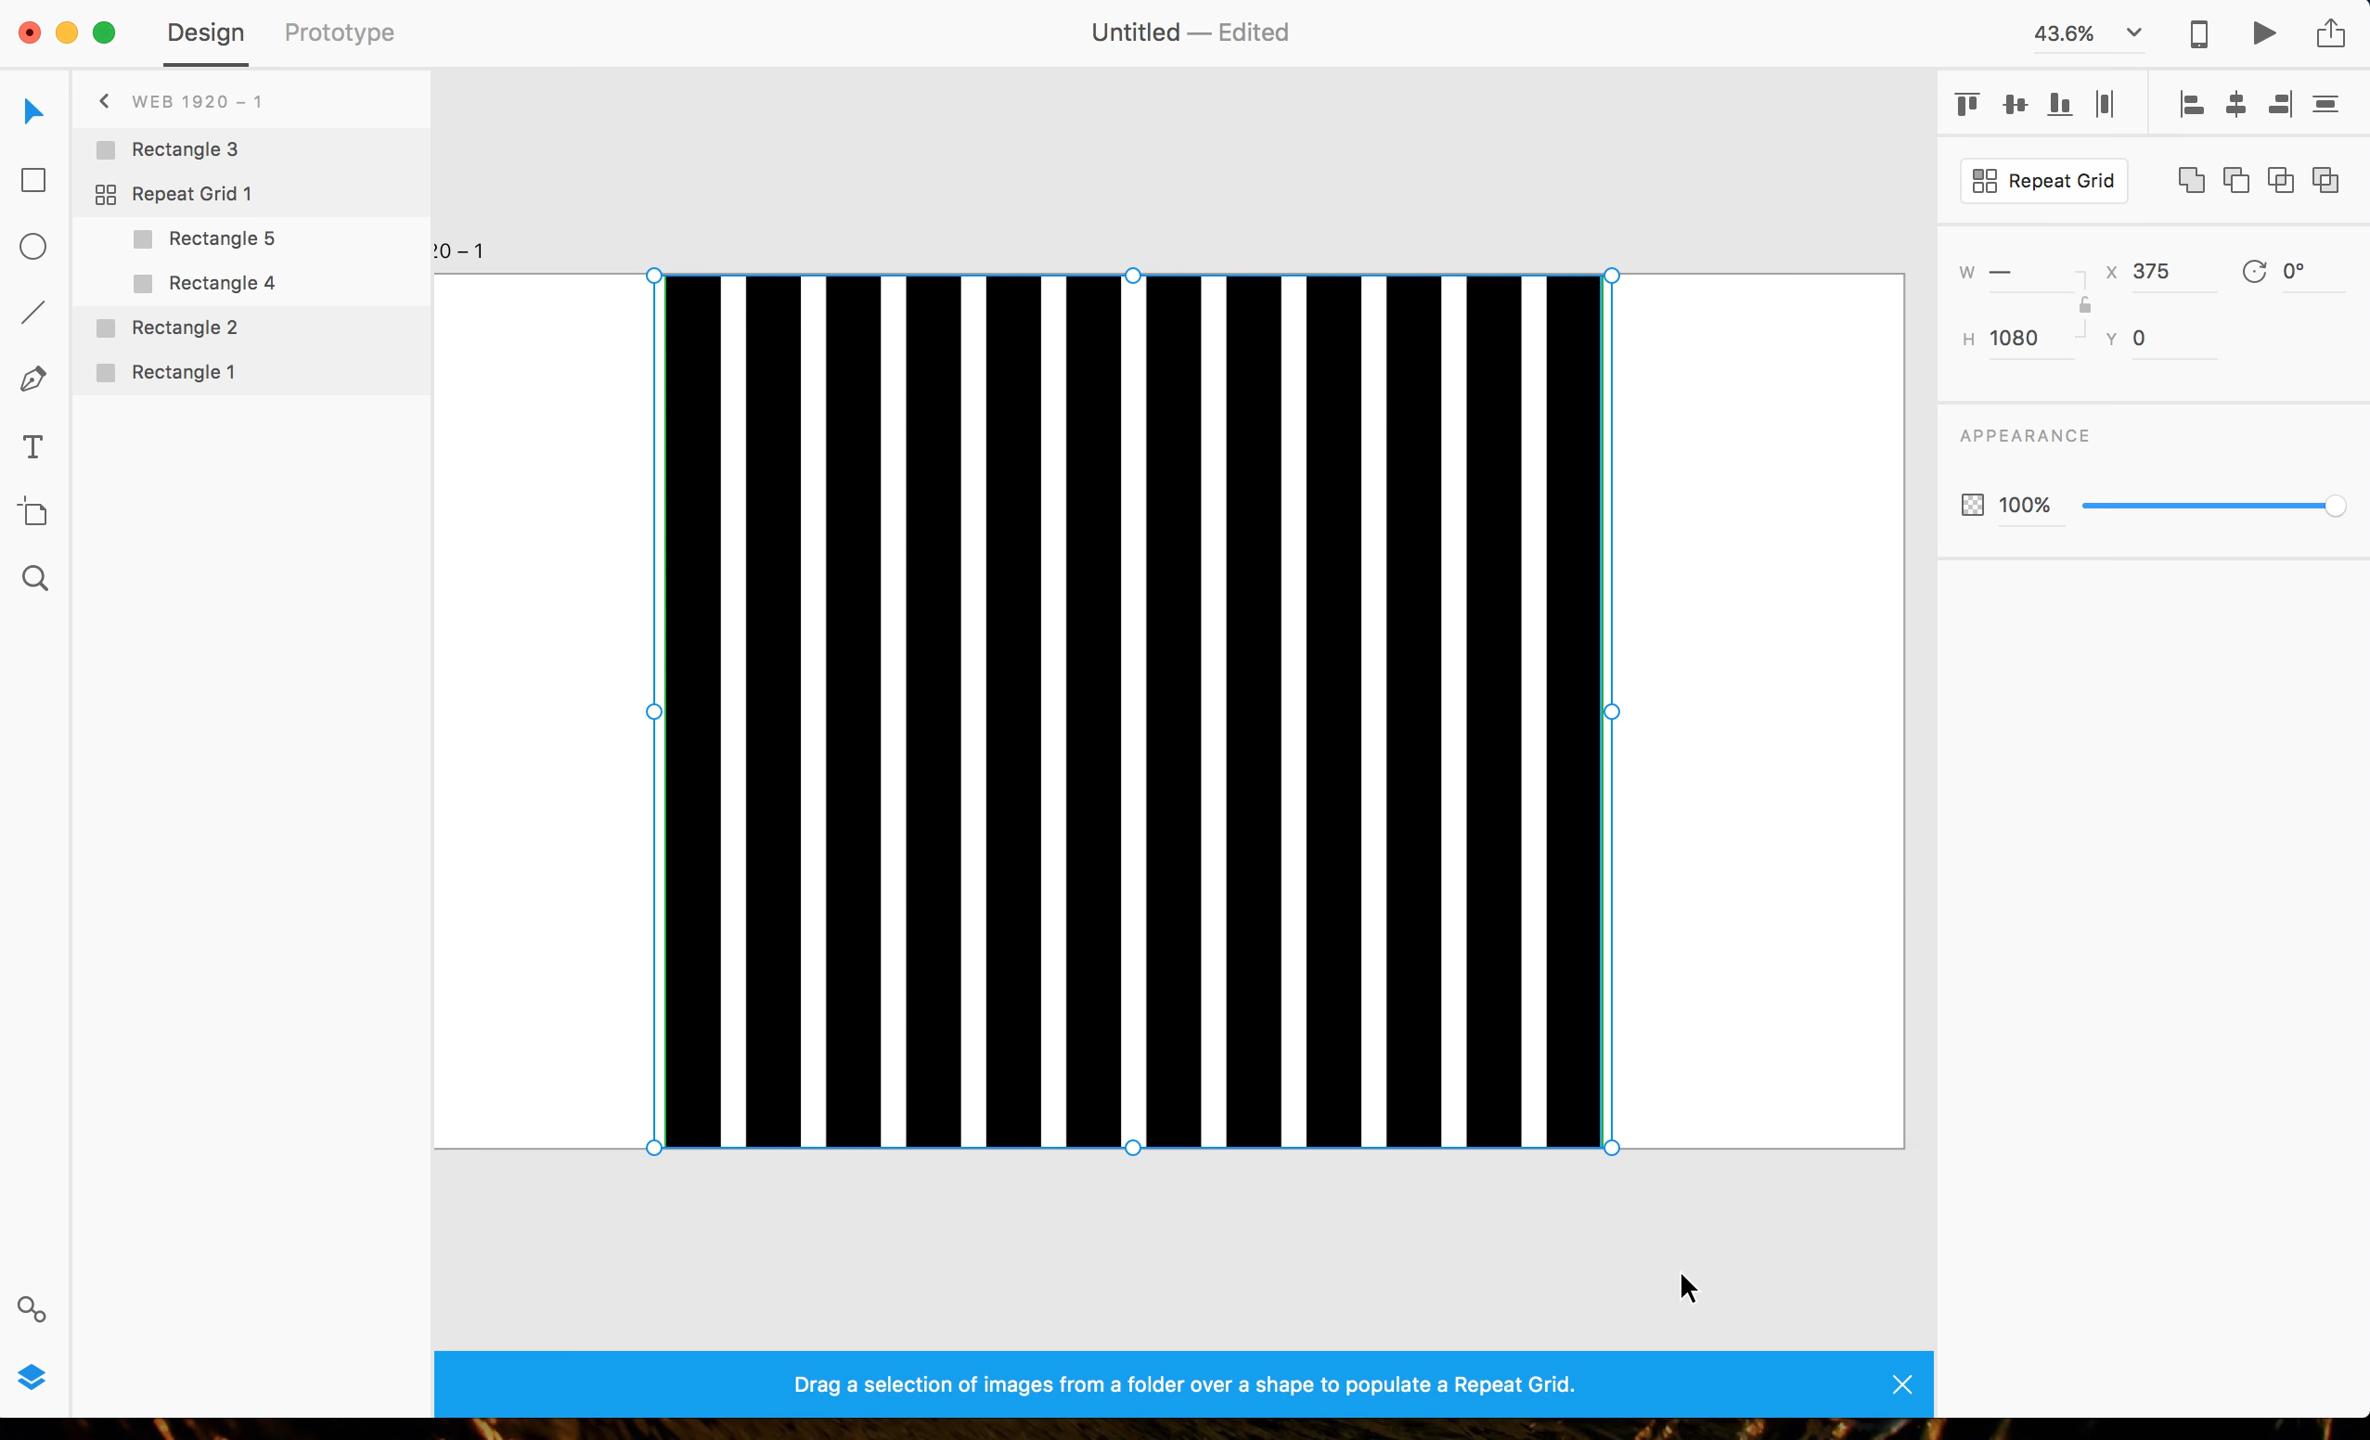 Design
Prototype
Untitled — Edited
43.6%
WEB 1920 – 1
Rectangle 3
Repeat Grid 1
Rectangle 5
Rectangle 4
Rectangle 2
Rectangle 1
20 – 1
Repeat Grid
W —
X 375
0°
H 1080
Y 0
APPEARANCE
100%
Drag a selection of images from a folder over a shape to populate a Repeat Grid.